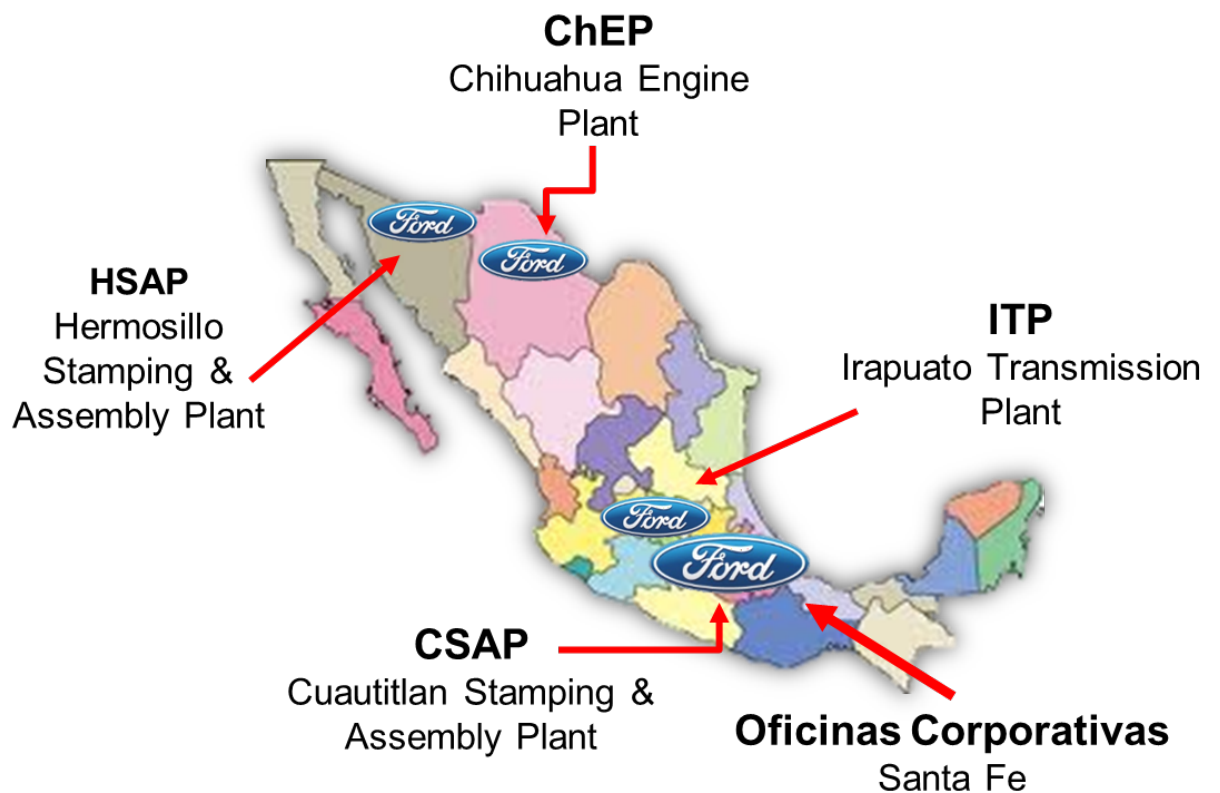 ChEP
Chihuahua Engine
Plant
Ford
Ford
HSAP
Hermosillo
Stamping &
Assembly Plant
ITP
Irapuato Transmission
Plant
Ford
Ford
CSAP
Cuautitlan Stamping &
Assembly Plant
Oficinas Corporativas
Santa Fe